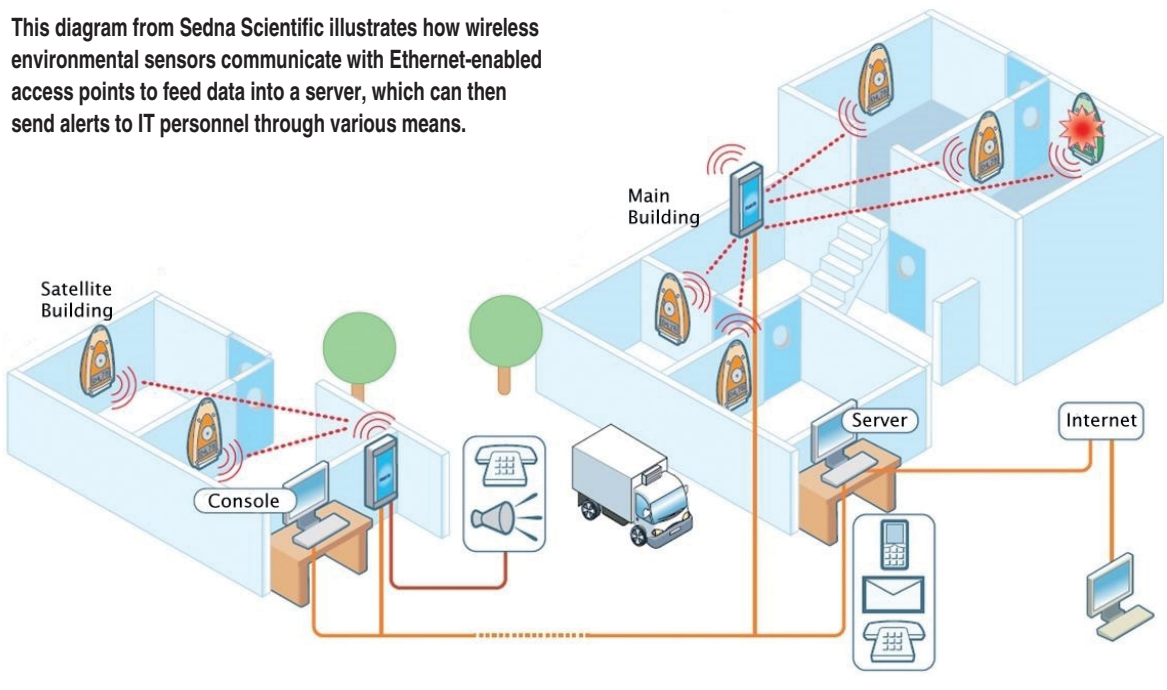 This diagram from Sedna Scientific illustrates how wireless
environmental sensors communicate with Ethernet-enabled
access points to feed data into a server, which can then
send alerts to IT personnel through various means.
Main
Building
Satellite
Building
Server
Internet
Console